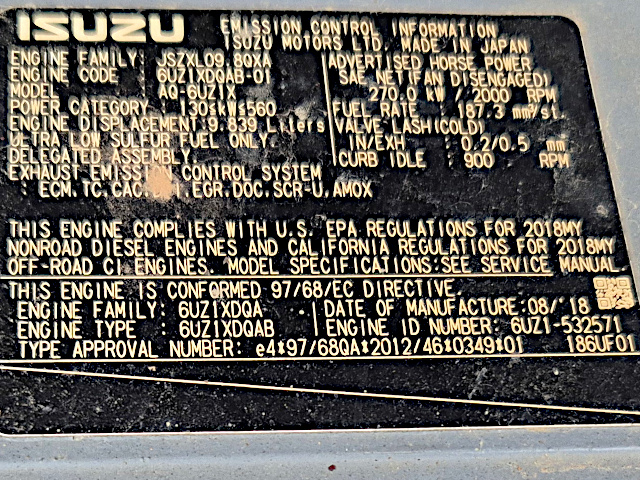 ISUZU
EMISSION CONTROL INFORMATION
ISUZU MOTORS LTD. MADE IN JAPAN
ENGINE FAMILY: JSZXL09.8QXA
ENGINE CODE : 6UZ1XDQAB-01
MODEL : AQ-6UZ1X
POWER CATEGORY : 130≤kW≤560
ENGINE DISPLACEMENT:9.839 Liters
ULTRA LOW SULFUR FUEL ONLY.
DELEGATED ASSEMBLY.
EXHAUST EMISSION CONTROL SYSTEM
: ECM,TC,CAC, EGR,DOC,SCR-U,AMOX
ADVERTISED HORSE POWER
SAE NET(FAN DISENGAGED)
270.0 kW / 2000 RPM
FUEL RATE : 187.3 mm³/st.
VALVE LASH(COLD)
IN/EXH : 0.2/0.5 mm
CURB IDLE : 900 RPM
THIS ENGINE COMPLIES WITH U.S. EPA REGULATIONS FOR 2018MY
NONROAD DIESEL ENGINES AND CALIFORNIA REGULATIONS FOR 2018MY
OFF-ROAD CI ENGINES. MODEL SPECIFICATIONS:SEE SERVICE MANUAL.
THIS ENGINE IS CONFORMED 97/68/EC DIRECTIVE
ENGINE FAMILY: 6UZ1XDQA
ENGINE TYPE : 6UZ1XDQAB
DATE OF MANUFACTURE:08/'18
ENGINE ID NUMBER: 6UZ1-532571
TYPE APPROVAL NUMBER: e4*97/68QA*2012/46*0349*01
186UF01